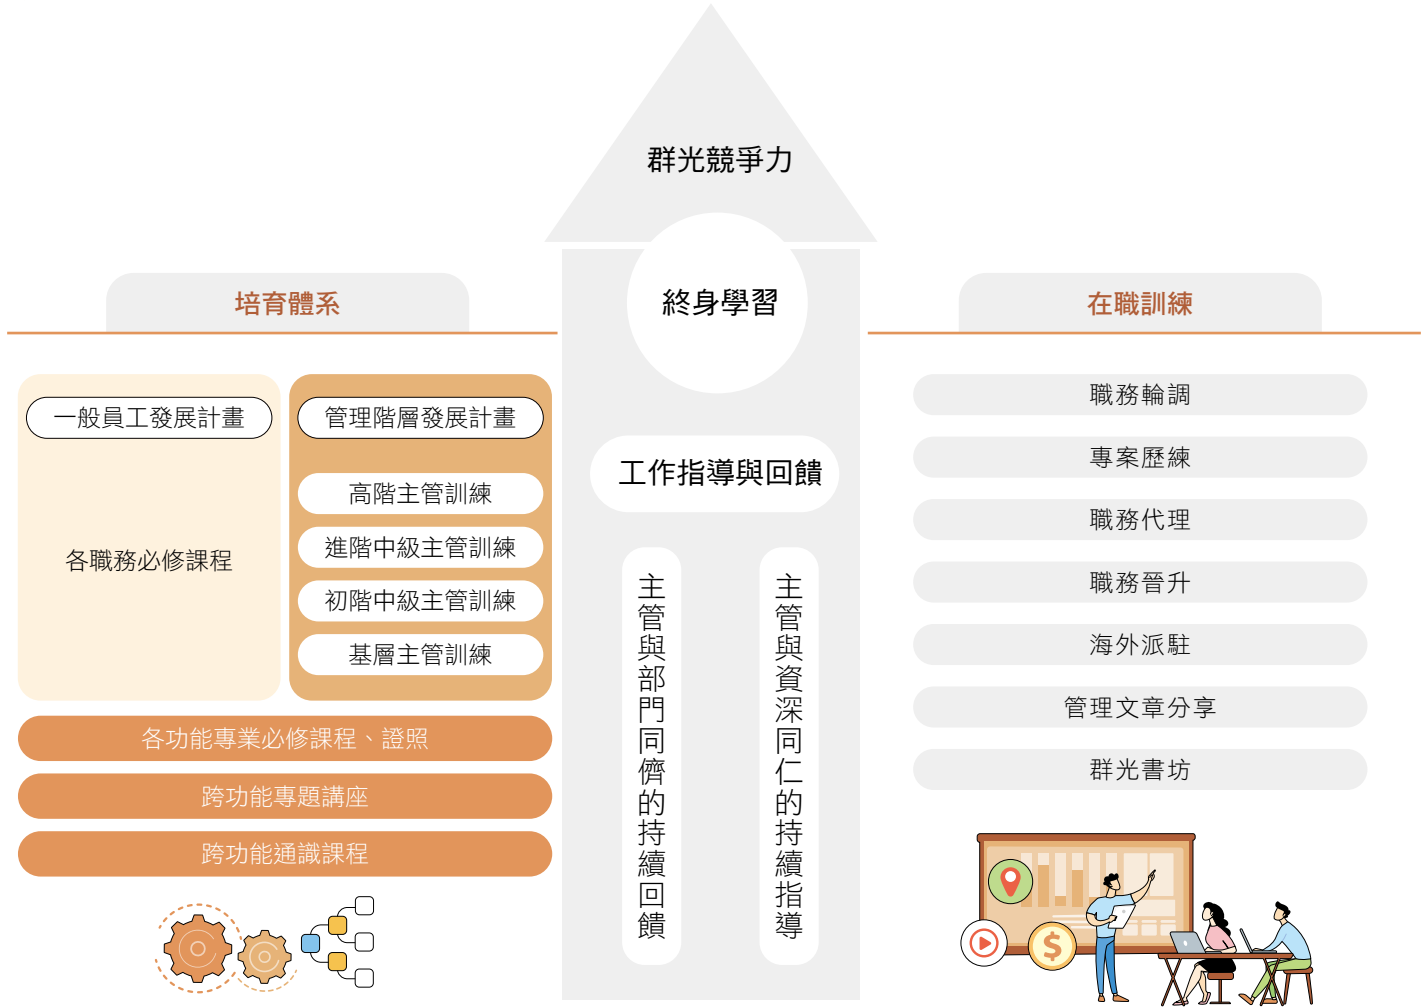 群光競爭力
終身學習
工作指導與回饋
主管與部門同儕的持續回饋
主管與資深同仁的持續指導
培育體系
一般員工發展計畫
各職務必修課程
管理階層發展計畫
高階主管訓練
進階中級主管訓練
初階中級主管訓練
基層主管訓練
各功能專業必修課程、證照
跨功能專題講座
跨功能通識課程
在職訓練
職務輪調
專案歷練
職務代理
職務晉升
海外派駐
管理文章分享
群光書坊
$